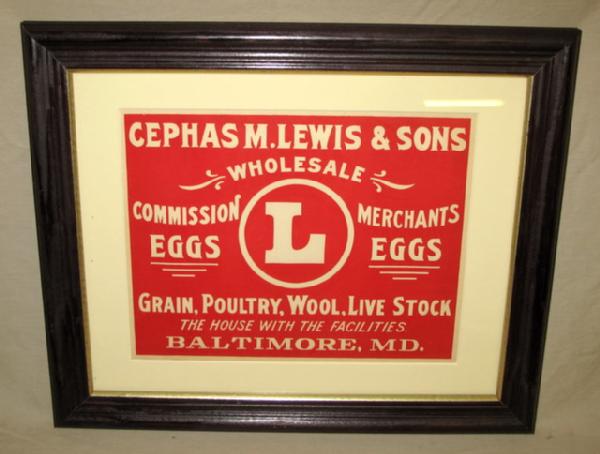 CEPHAS M. LEWIS & SONS
WHOLESALE
COMMISSION MERCHANTS
EGGS L EGGS
GRAIN, POULTRY, WOOL, LIVE STOCK
THE HOUSE WITH THE FACILITIES
BALTIMORE, MD.